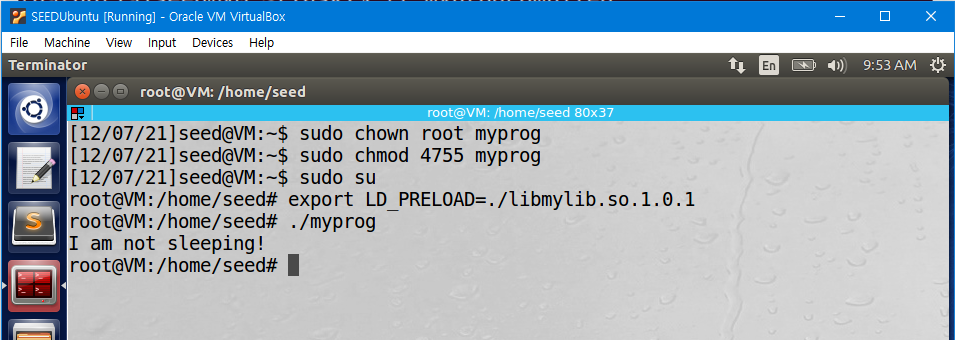 SEEDUbuntu [Running] - Oracle VM VirtualBox
File Machine View Input Devices Help
Terminator En 9:53 AM
root@VM: /home/seed
root@VM: /home/seed 80x37
[12/07/21]seed@VM:~$ sudo chown root myprog
[12/07/21]seed@VM:~$ sudo chmod 4755 myprog
[12/07/21]seed@VM:~$ sudo su
root@VM:/home/seed# export LD_PRELOAD=./libmylib.so.1.0.1
root@VM:/home/seed# ./myprog
I am not sleeping!
root@VM:/home/seed#